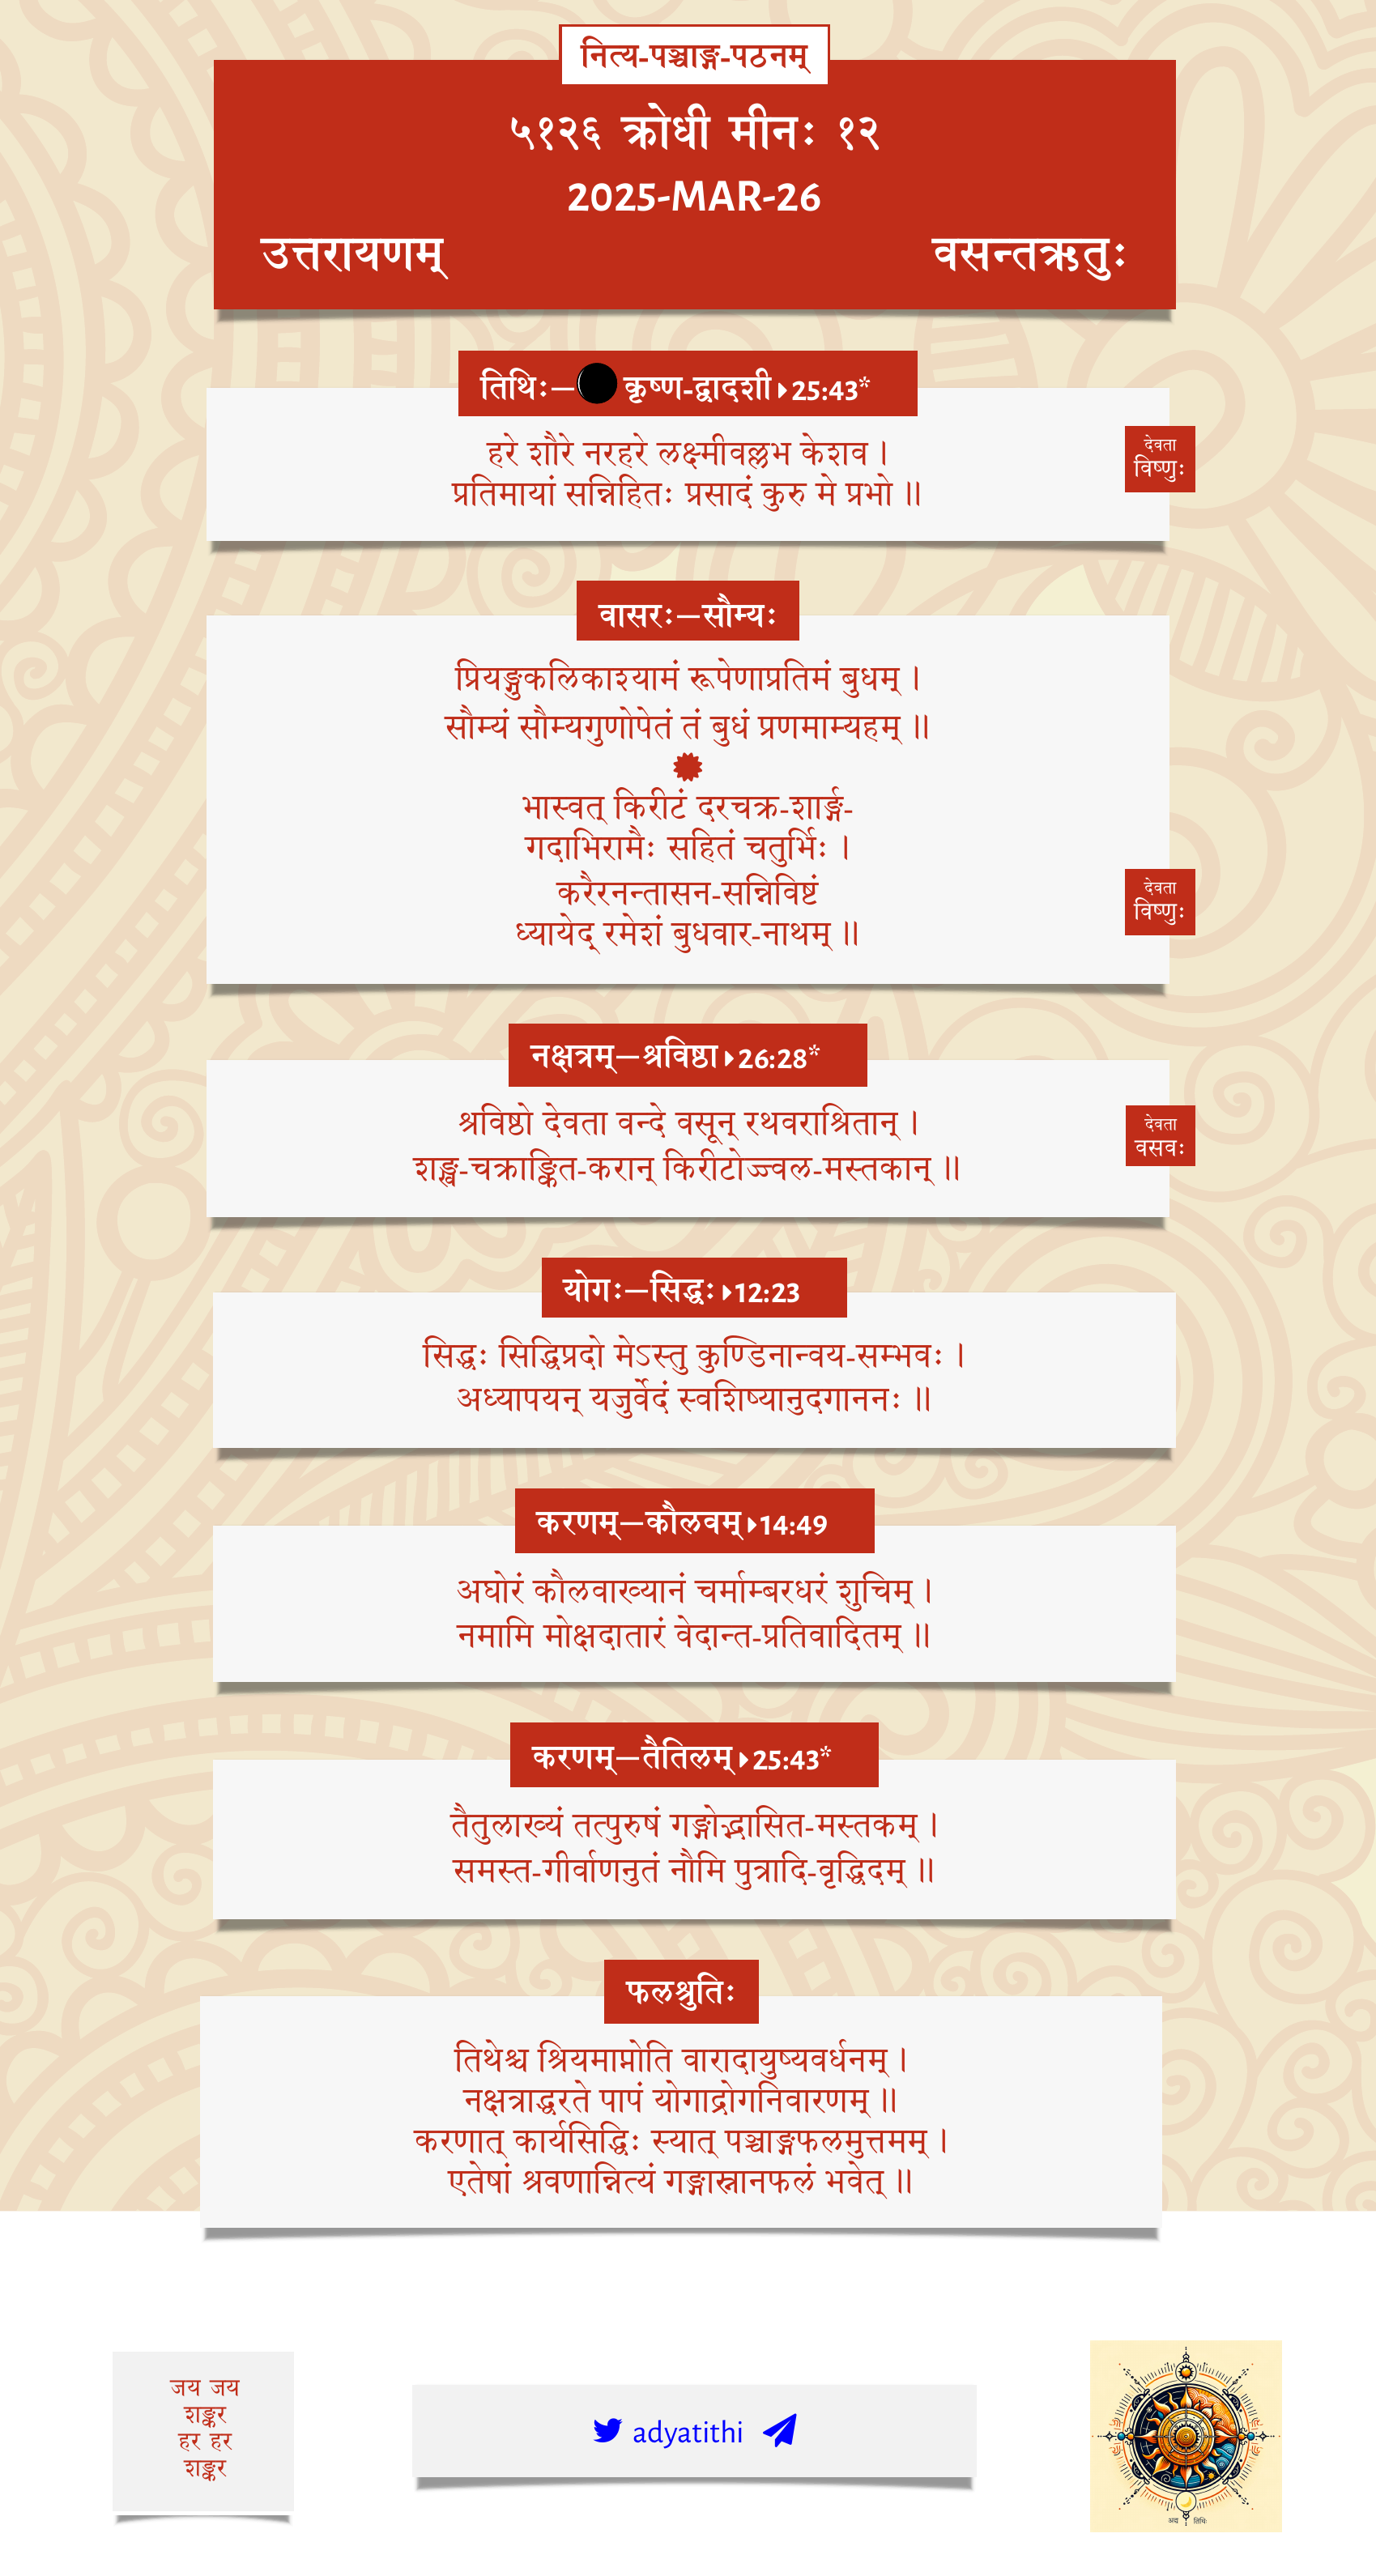 नित्य-पञ्चाङ्ग-पठनम्
५१२६ क्रोधी मीनः १२
2025-MAR-26
उत्तरायणम्
वसन्तऋतुः
तिथिः—कृष्ण-द्वादशी 25:43*
हरे शौरे नरहरे लक्ष्मीवल्लभ केशव ।
प्रतिमायां सन्निहितः प्रसादं कुरु मे प्रभो ॥
देवता
विष्णुः
वासरः—सौम्यः
प्रियङ्गुकलिकाश्यामं रूपेणाप्रतिमं बुधम् ।
सौम्यं सौम्यगुणोपेतं तं बुधं प्रणमाम्यहम् ॥
भास्वत् किरीटं दरचक्र-शार्ङ्ग-
गदाभिरामैः सहितं चतुर्भिः ।
करैरनन्तासन-सन्निविष्टं
ध्यायेद् रमेशं बुधवार-नाथम् ॥
देवता
विष्णुः
नक्षत्रम्—श्रविष्ठा 26:28*
श्रविष्ठो देवता वन्दे वसून् रथवराश्रितान् ।
शङ्ख-चक्राङ्कित-करान् किरीटोज्ज्वल-मस्तकान् ॥
देवता
वसवः
योगः—सिद्धः 12:23
सिद्धः सिद्धिप्रदो मेऽस्तु कुण्डिनान्वय-सम्भवः ।
अध्यापयन् यजुर्वेदं स्वशिष्यानुदगाननः ॥
करणम्—कौलवम् 14:49
अघोरं कौलवाख्यानं चर्माम्बरधरं शुचिम् ।
नमामि मोक्षदातारं वेदान्त-प्रतिवादितम् ॥
करणम्—तैतिलम् 25:43*
तैतुलाख्यं तत्पुरुषं गङ्गोद्भासित-मस्तकम् ।
समस्त-गीर्वाणनुतं नौमि पुत्रादि-वृद्धिदम् ॥
फलश्रुतिः
तिथेश्च श्रियमाप्नोति वारादायुष्यवर्धनम् ।
नक्षत्राद्धरते पापं योगाद्रोगनिवारणम् ॥
करणात् कार्यसिद्धिः स्यात् पञ्चाङ्गफलमुत्तमम् ।
एतेषां श्रवणान्नित्यं गङ्गास्नानफलं भवेत् ॥
जय जय
शङ्कर
हर हर
शङ्कर
adyatithi
अद्य तिथिः